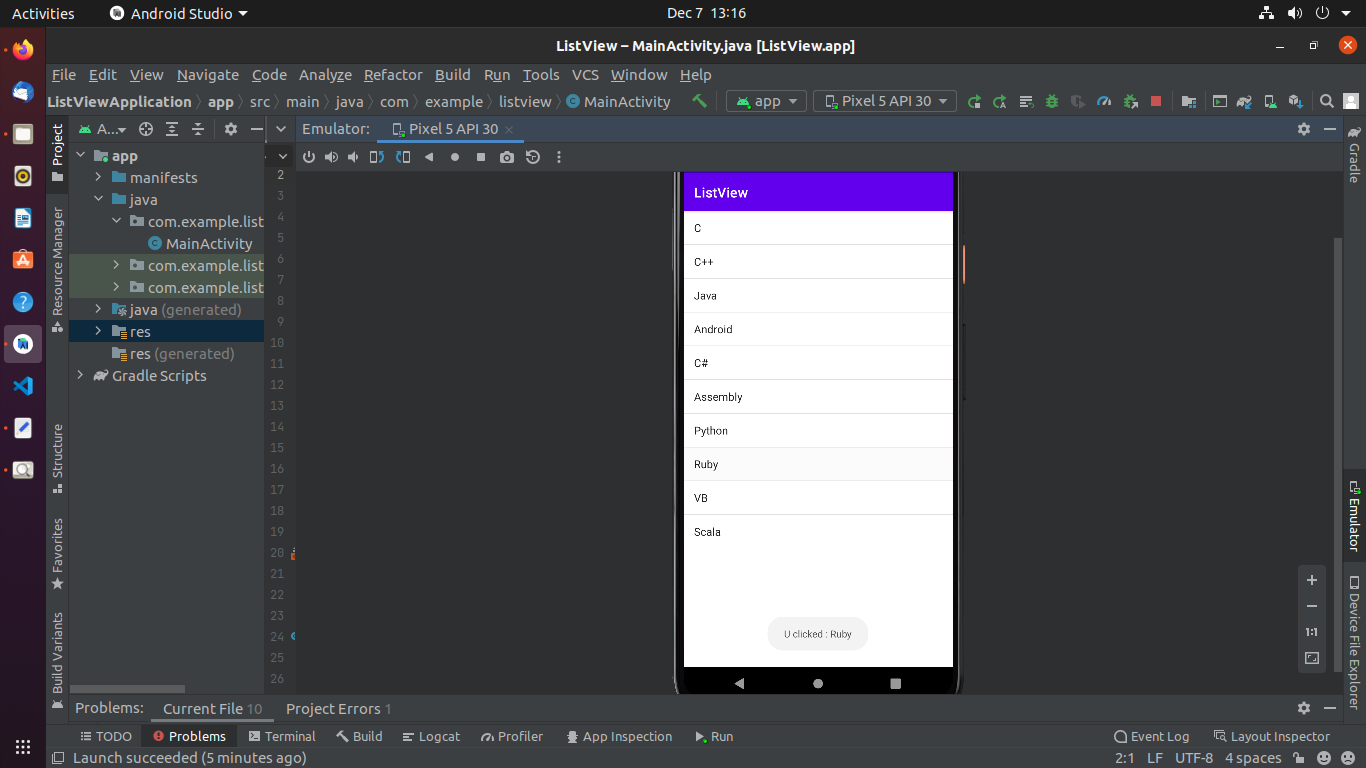 Activities Android Studio Dec 7 13:16
ListView – MainActivity.java [ListView.app]
File Edit View Navigate Code Analyze Refactor Build Run Tools VCS Window Help
ListViewApplication app src main java com example listview MainActivity app Pixel 5 API 30
Project A... Emulator: Pixel 5 API 30 Gradle
app
manifests
java
com.example.list
MainActivity
com.example.list
com.example.list
java (generated)
res
res (generated)
Gradle Scripts
Resource Manager
Structure
Favorites
Build Variants
2
3
4
5
6
7
8
9
10
11
12
13
14
15
16
17
18
19
20
21
22
23
24
25
26
ListView
C
C++
Java
Android
C#
Assembly
Python
Ruby
VB
Scala
U clicked : Ruby
1:1
Emulator
Device File Explorer
Problems: Current File 10 Project Errors 1
TODO Problems Terminal Build Logcat Profiler App Inspection Run Event Log Layout Inspector
Launch succeeded (5 minutes ago) 2:1 LF UTF-8 4 spaces